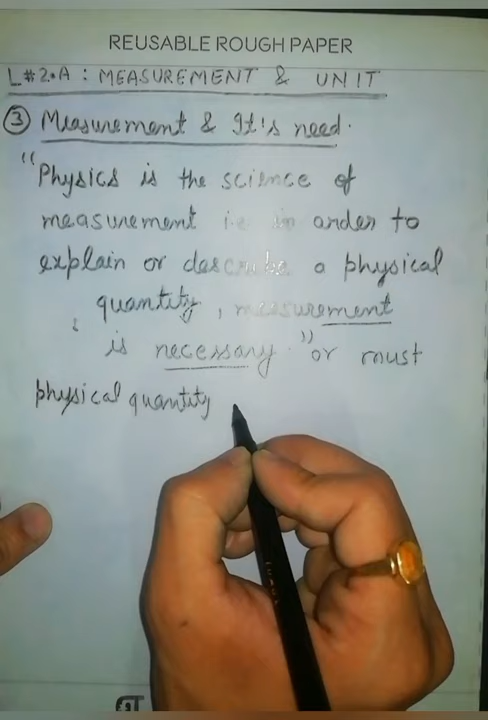 REUSABLE ROUGH PAPER
L#2.A : MEASUREMENT & UNIT
③ Measurement & It's need.
"Physics is the science of
measurement i.e in order to
explain or describe a physical
quantity, measurement
is necessary." or must
physical quantity